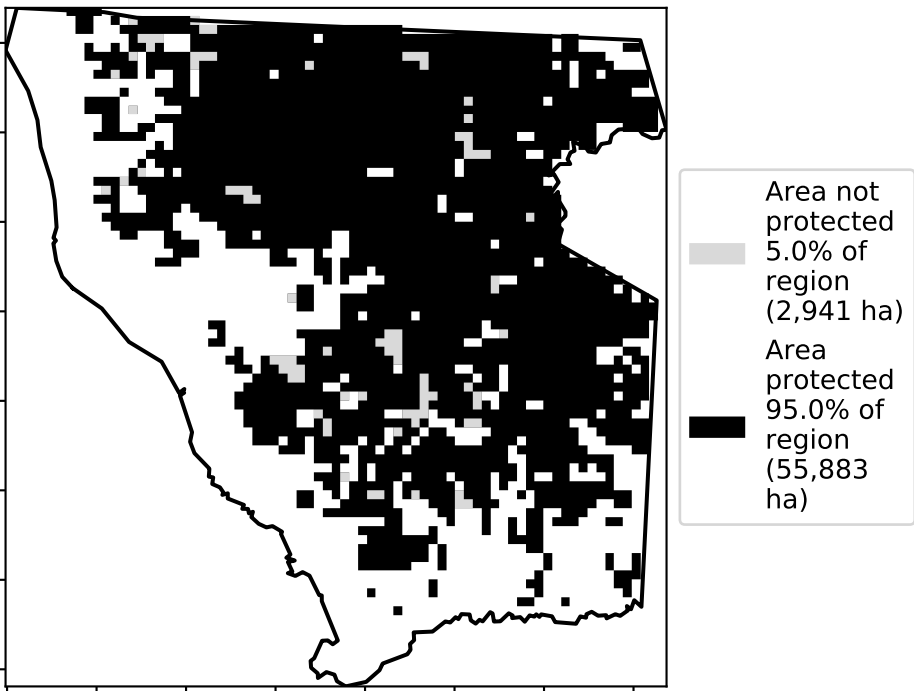 Area not
protected
5.0% of
region
(2,941 ha)
Area
protected
95.0% of
region
(55,883
ha)